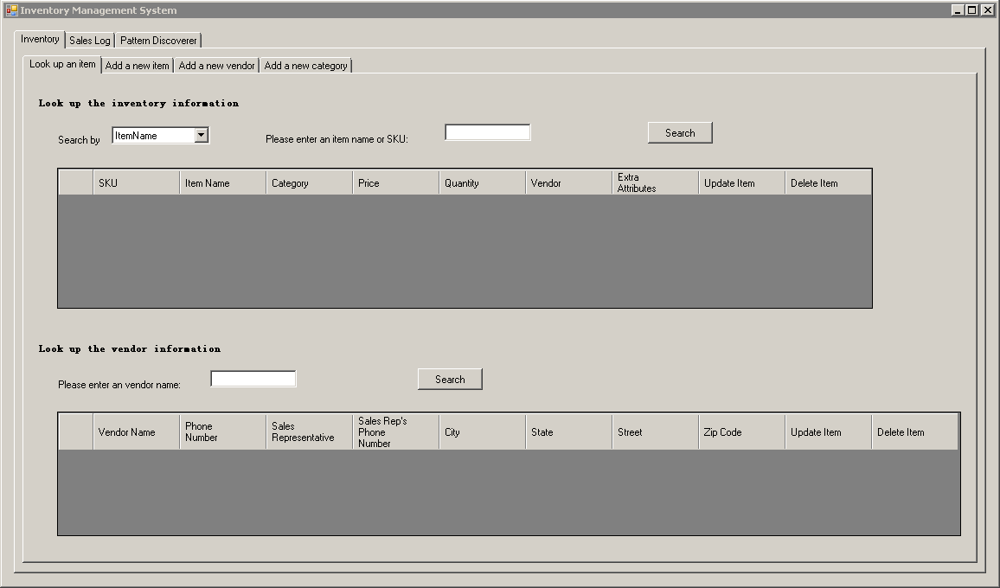 Inventory Management System
Inventory Sales Log Pattern Discoverer
Look up an item Add a new item Add a new vendor Add a new category
Look up the inventory information
Search by ItemName Please enter an item name or SKU: Search
SKU Item Name Category Price Quantity Vendor Extra Attributes Update Item Delete Item
Look up the vendor information
Please enter an vendor name: Search
Vendor Name Phone Number Sales Representative Sales Rep's Phone Number City State Street Zip Code Update Item Delete Item